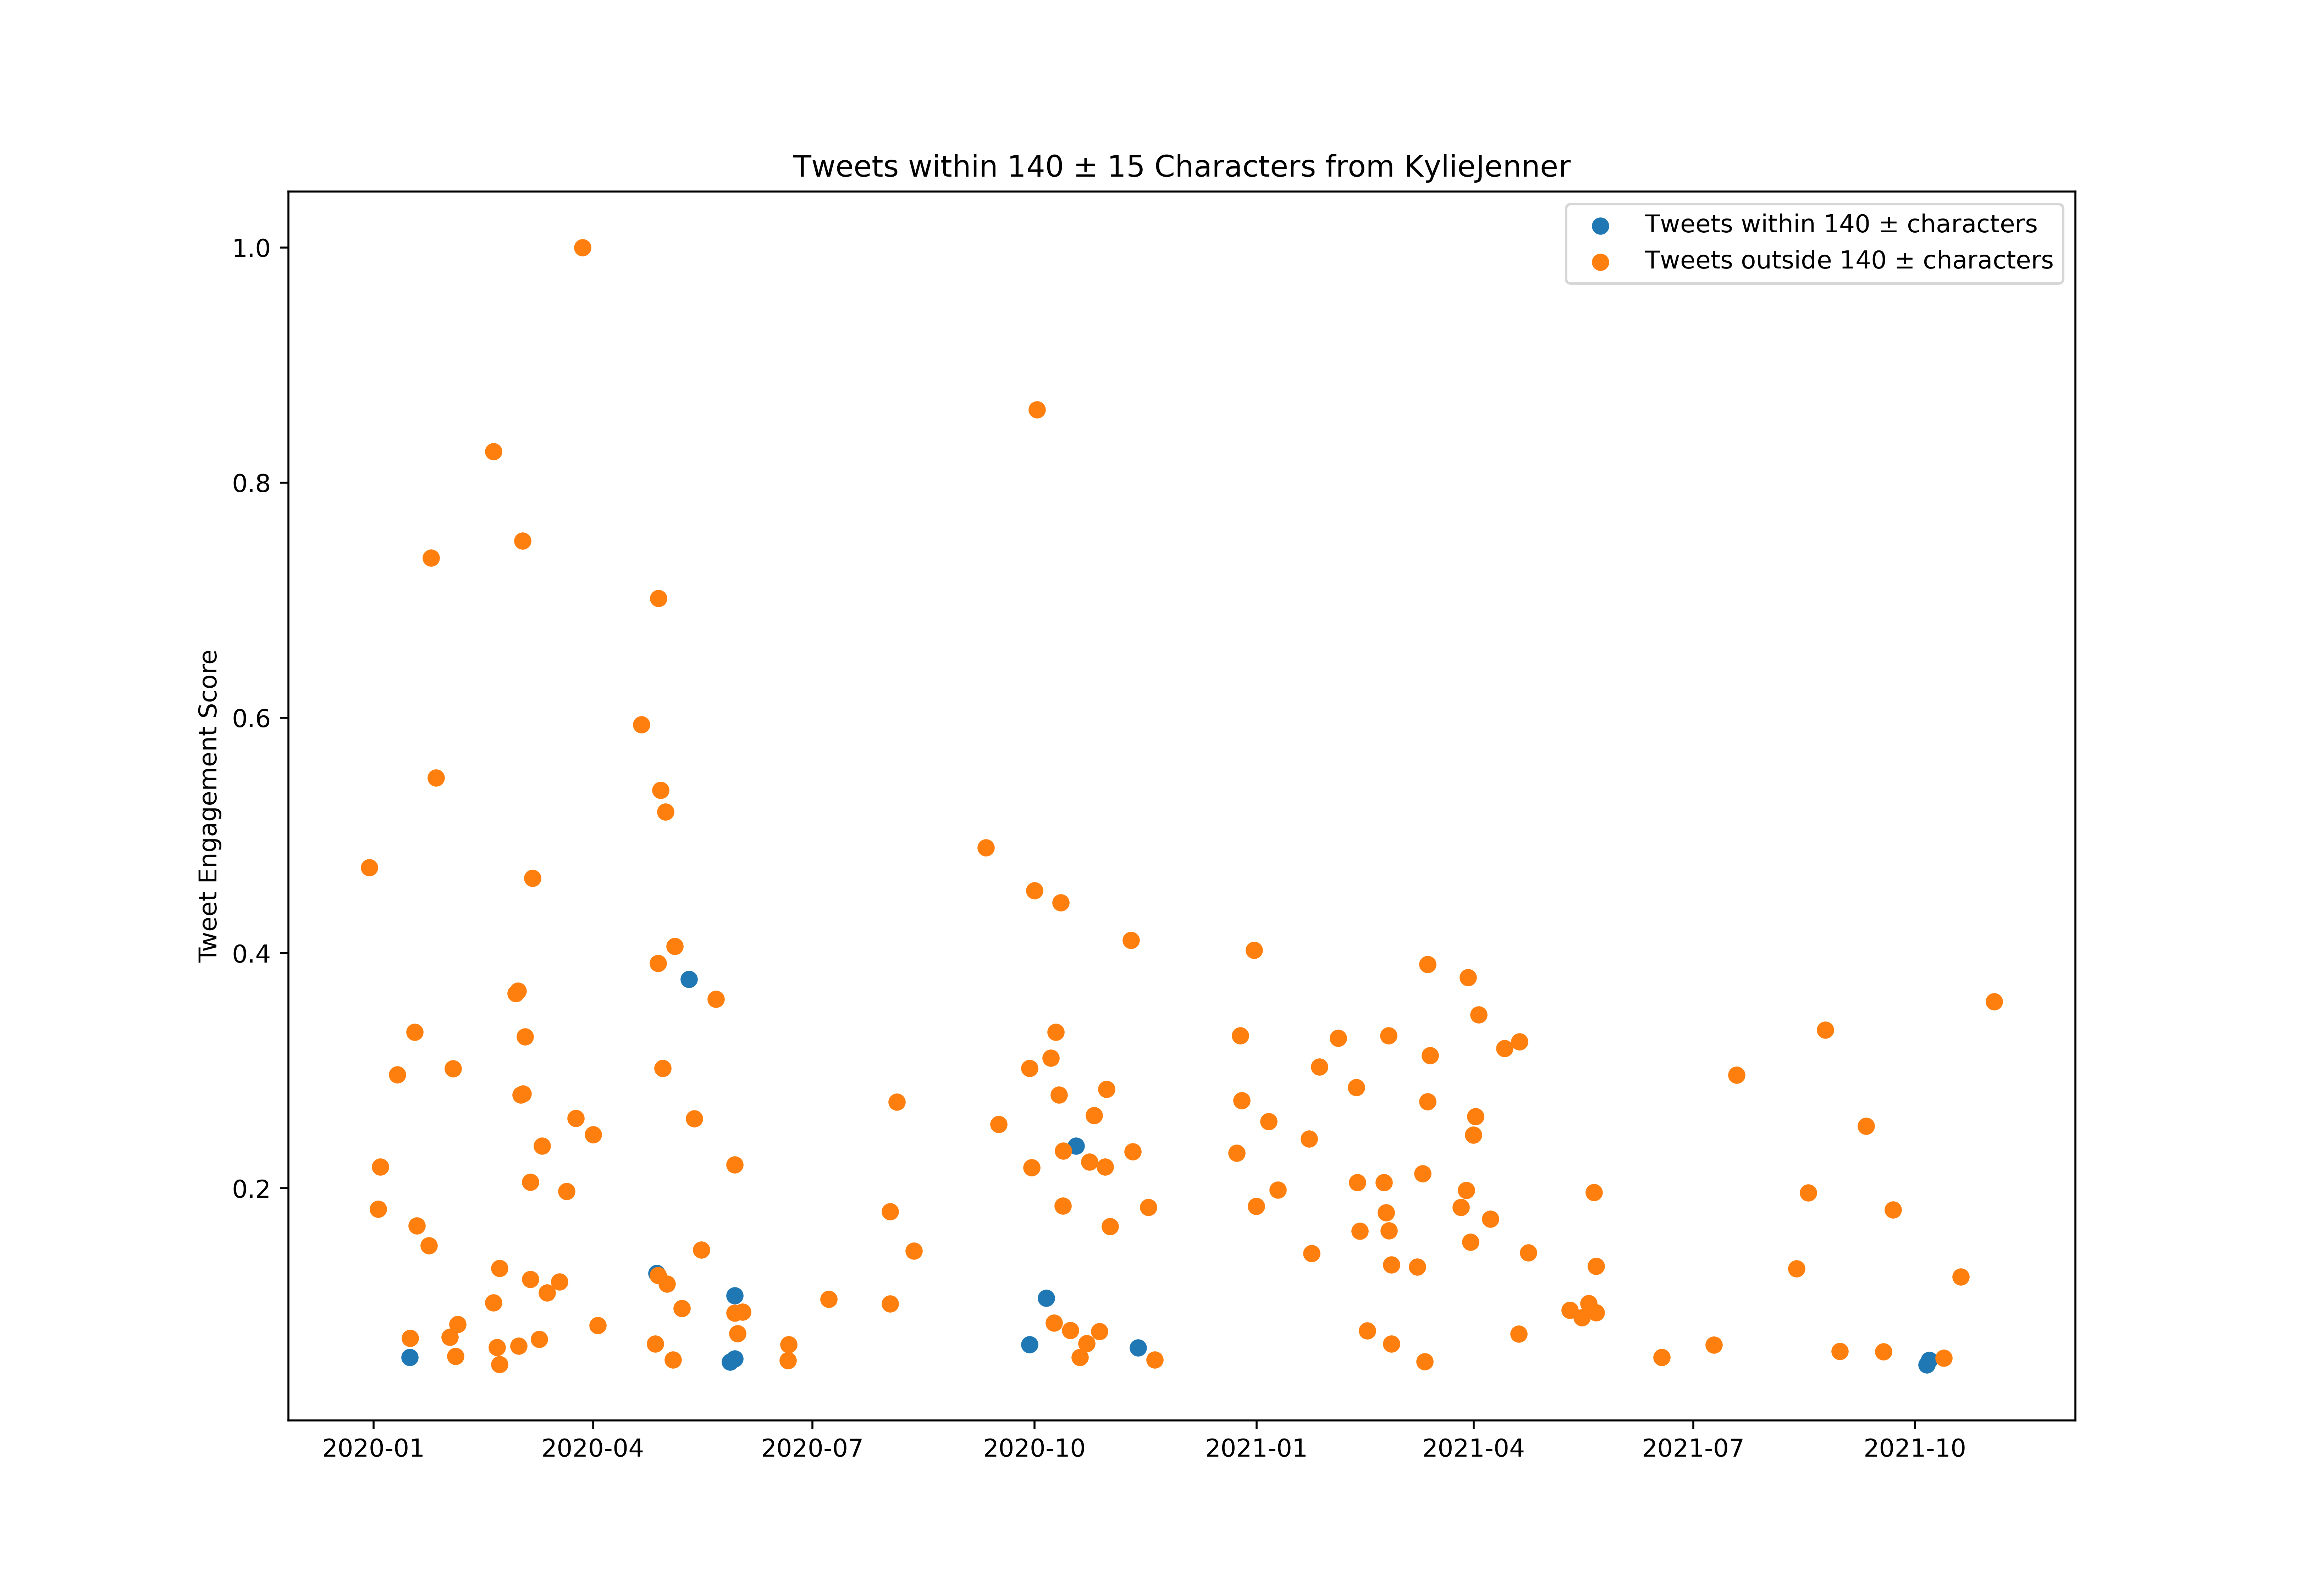 Tweets within 140 ± 15 Characters from KylieJenner
Tweets within 140 ± characters
Tweets outside 140 ± characters
Tweet Engagement Score
1.0
0.8
0.6
0.4
0.2
2020-01 2020-04 2020-07 2020-10 2021-01 2021-04 2021-07 2021-10